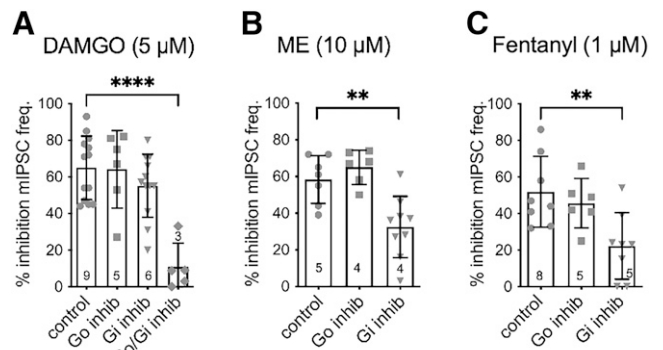 A
DAMGO (5 µM)
****
% inhibition mIPSC freq.
100
80
60
40
20
0
9
5
6
3
control
Go inhib
Gi inhib
o/Gi inhib
B
ME (10 µM)
**
% inhibition mIPSC freq.
100
80
60
40
20
0
5
4
4
control
Go inhib
Gi inhib
C
Fentanyl (1 µM)
**
% inhibition mIPSC freq.
100
80
60
40
20
0
8
5
5
control
Go inhib
Gi inhib